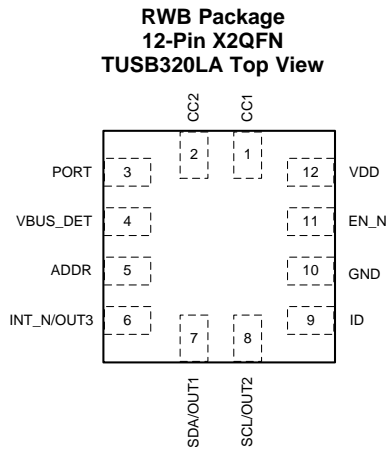 RWB Package
12-Pin X2QFN
TUSB320LA Top View
CC2
CC1
2
1
PORT
3
12
VDD
VBUS_DET
4
11
EN_N
ADDR
5
10
GND
INT_N/OUT3
6
7
8
9
ID
SDA/OUT1
SCL/OUT2